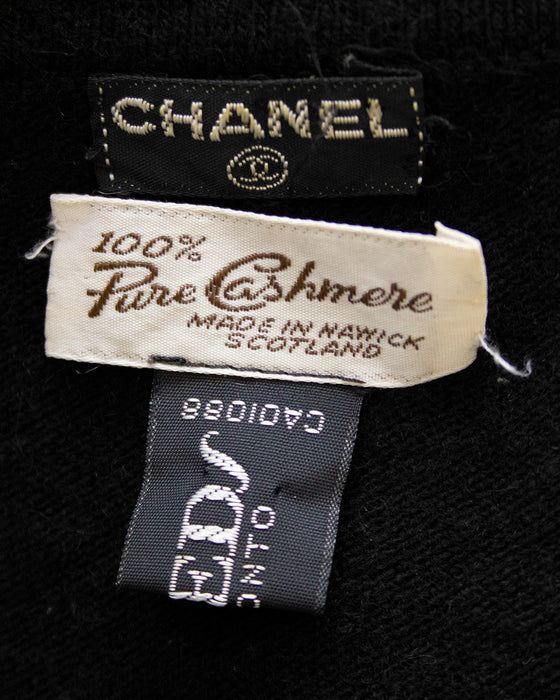 CHANEL
100%
Pure Cashmere
MADE IN HAWICK
SCOTLAND
CA01088